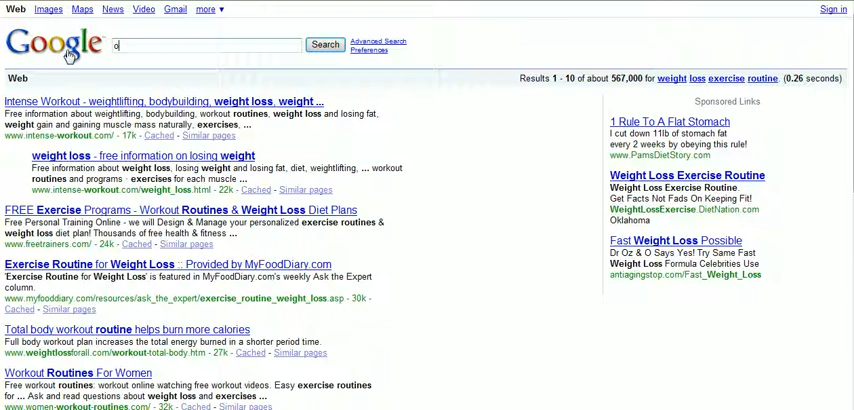 Web Images Maps News Video Gmail more ▼
Sign in
Google
o
Search
Advanced Search
Preferences
Web
Results 1 - 10 of about 567,000 for weight loss exercise routine. (0.26 seconds)
Intense Workout - weightlifting, bodybuilding, weight loss, weight ...
Free information about weightlifting, bodybuilding, workout routines, weight loss and losing fat,
weight gain and gaining muscle mass naturally, exercises, ...
www.intense-workout.com/ - 17k - Cached - Similar pages
weight loss - free information on losing weight
Free information about weight loss, losing weight and losing fat, diet, weightlifting, ... workout
routines and programs · exercises for each muscle ...
www.intense-workout.com/weight_loss.html - 22k - Cached - Similar pages
FREE Exercise Programs - Workout Routines & Weight Loss Diet Plans
Free Personal Training Online - we will Design & Manage your personalized exercise routines &
weight loss diet plan! Thousands of free health & fitness ...
www.freetrainers.com/ - 24k - Cached - Similar pages
Exercise Routine for Weight Loss :: Provided by MyFoodDiary.com
'Exercise Routine for Weight Loss' is featured in MyFoodDiary.com's weekly Ask the Expert
column.
www.myfooddiary.com/resources/ask_the_expert/exercise_routine_weight_loss.asp - 30k -
Cached - Similar pages
Total body workout routine helps burn more calories
Full body workout plan increases the total energy burned in a shorter period time.
www.weightlossforall.com/workout-total-body.htm - 27k - Cached - Similar pages
Workout Routines For Women
Free workout routines: workout online watching free workout videos. Easy exercise routines
for ... Ask and read questions about weight loss and exercises ...
www.women-workout-routines.com/ - 32k - Cached - Similar pages
Sponsored Links
1 Rule To A Flat Stomach
I cut down 11lb of stomach fat
every 2 weeks by obeying this rule!
www.PamsDietStory.com
Weight Loss Exercise Routine
Weight Loss Exercise Routine.
Get Facts Not Fads On Keeping Fit!
WeightLossExercise.DietNation.com
Oklahoma
Fast Weight Loss Possible
Dr Oz & O Says Yes! Try Same Fast
Weight Loss Formula Celebrities Use
antiagingstop.com/Fast_Weight_Loss